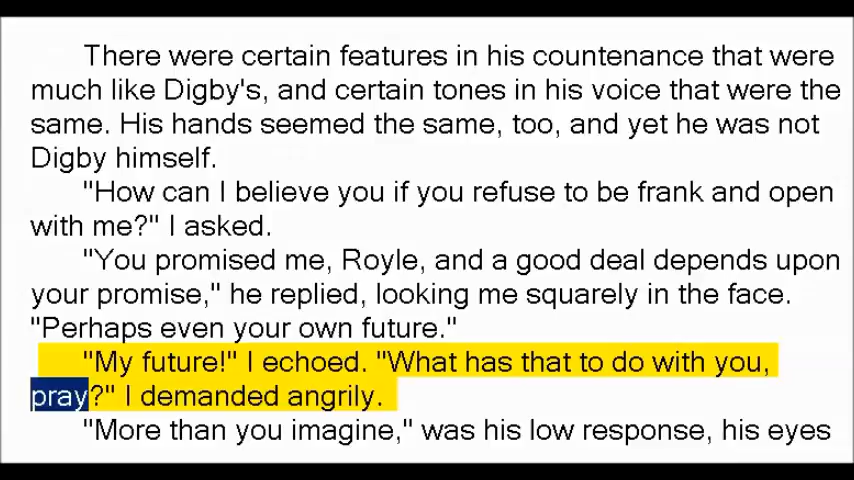 There were certain features in his countenance that were
much like Digby's, and certain tones in his voice that were the
same. His hands seemed the same, too, and yet he was not
Digby himself.
"How can I believe you if you refuse to be frank and open
with me?" I asked.
"You promised me, Royle, and a good deal depends upon
your promise," he replied, looking me squarely in the face.
"Perhaps even your own future."
"My future!" I echoed. "What has that to do with you,
pray?" I demanded angrily.
"More than you imagine," was his low response, his eyes